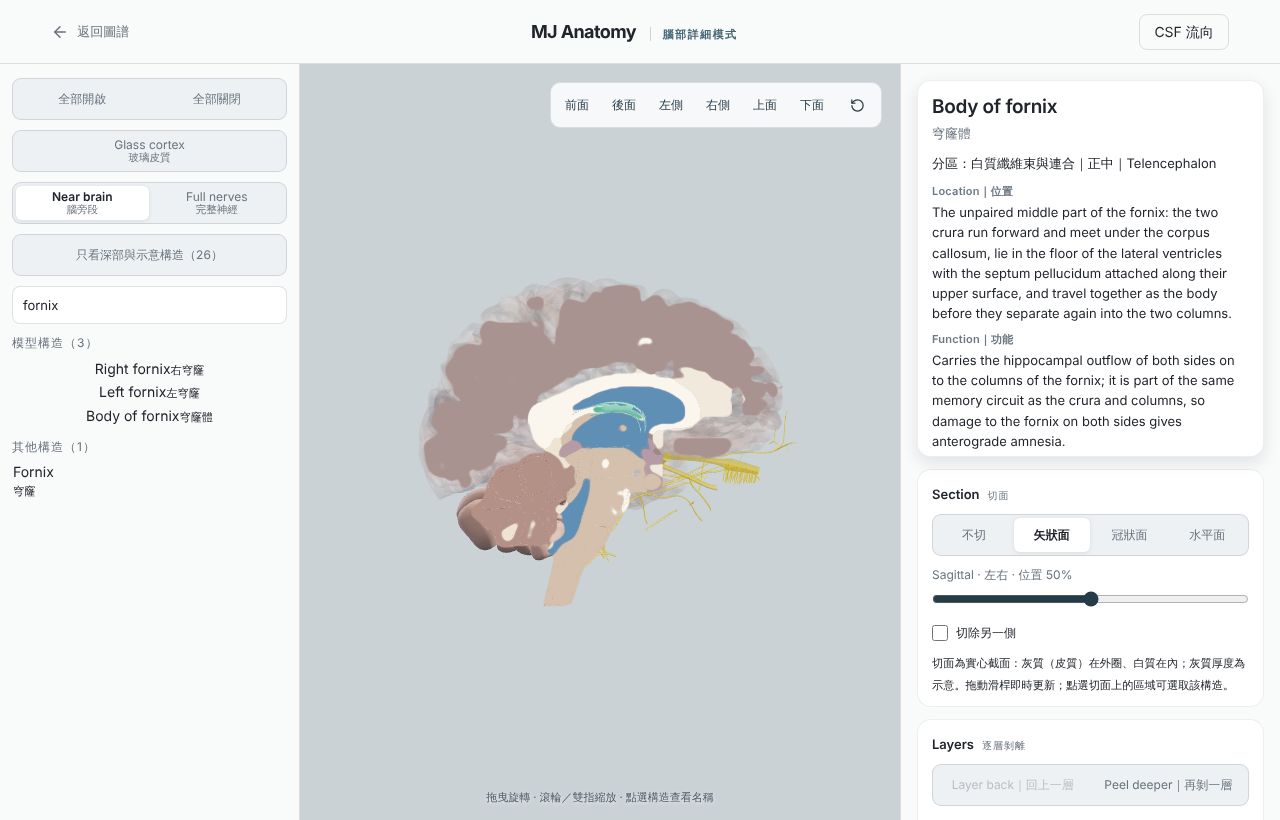 返回圖譜
MJ Anatomy
腦部詳細模式
CSF 流向
全部開啟
全部關閉
Glass cortex
玻璃皮質
Near brain
腦旁段
Full nerves
完整神經
只看深部與示意構造（26）
fornix
模型構造（3）
Right fornix右穹窿
Left fornix左穹窿
Body of fornix穹窿體
其他構造（1）
Fornix
穹窿
前面
後面
左側
右側
上面
下面
拖曳旋轉 · 滾輪／雙指縮放 · 點選構造查看名稱
Body of fornix
穹窿體
分區：白質纖維束與連合｜正中｜Telencephalon
Location｜位置
The unpaired middle part of the fornix: the two
crura run forward and meet under the corpus
callosum, lie in the floor of the lateral ventricles
with the septum pellucidum attached along their
upper surface, and travel together as the body
before they separate again into the two columns.
Function｜功能
Carries the hippocampal outflow of both sides on
to the columns of the fornix; it is part of the same
memory circuit as the crura and columns, so
damage to the fornix on both sides gives
anterograde amnesia.
Section 切面
不切
矢狀面
冠狀面
水平面
Sagittal · 左右 · 位置 50%
切除另一側
切面為實心截面：灰質（皮質）在外圈、白質在內；灰質厚度為
示意。拖動滑桿即時更新；點選切面上的區域可選取該構造。
Layers 逐層剝離
Layer back｜回上一層
Peel deeper｜再剝一層